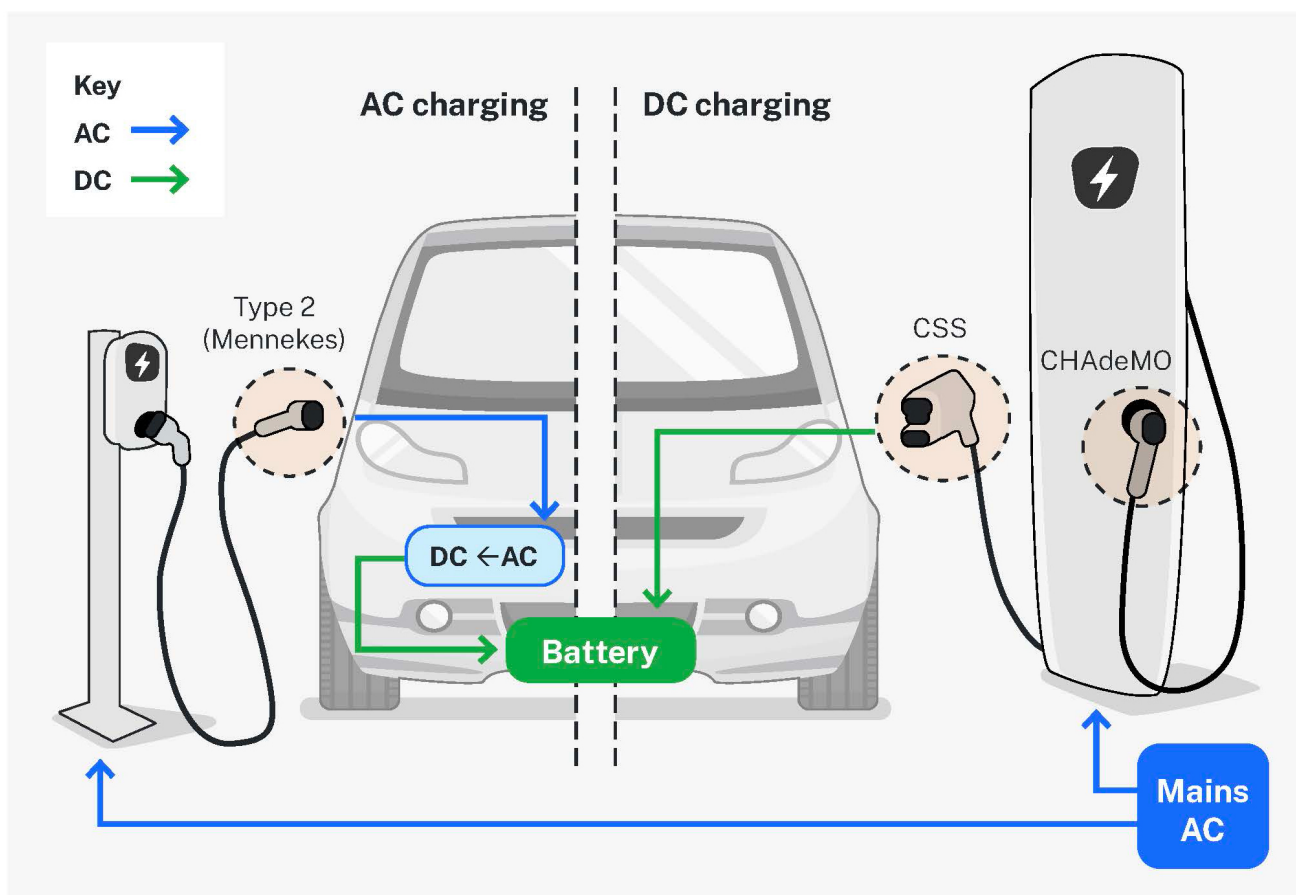 Key
AC
DC
AC charging
DC charging
Type 2
(Mennekes)
CSS
CHAdeMO
DC ←AC
Battery
Mains
AC